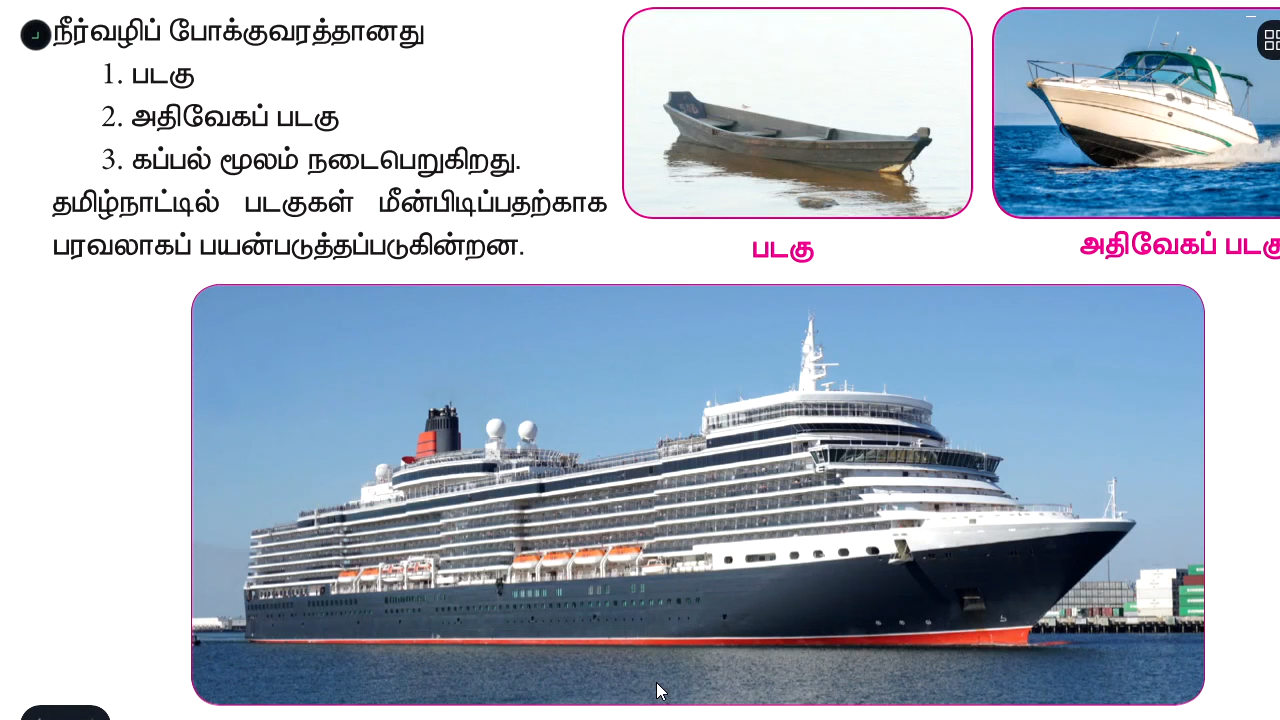 நீர்வழிப் போக்குவரத்தானது
1. படகு
2. அதிவேகப் படகு
3. கப்பல் மூலம் நடைபெறுகிறது.
தமிழ்நாட்டில் படகுகள் மீன்பிடிப்பதற்காக
பரவலாகப் பயன்படுத்தப்படுகின்றன.
படகு
அதிவேகப் படகு